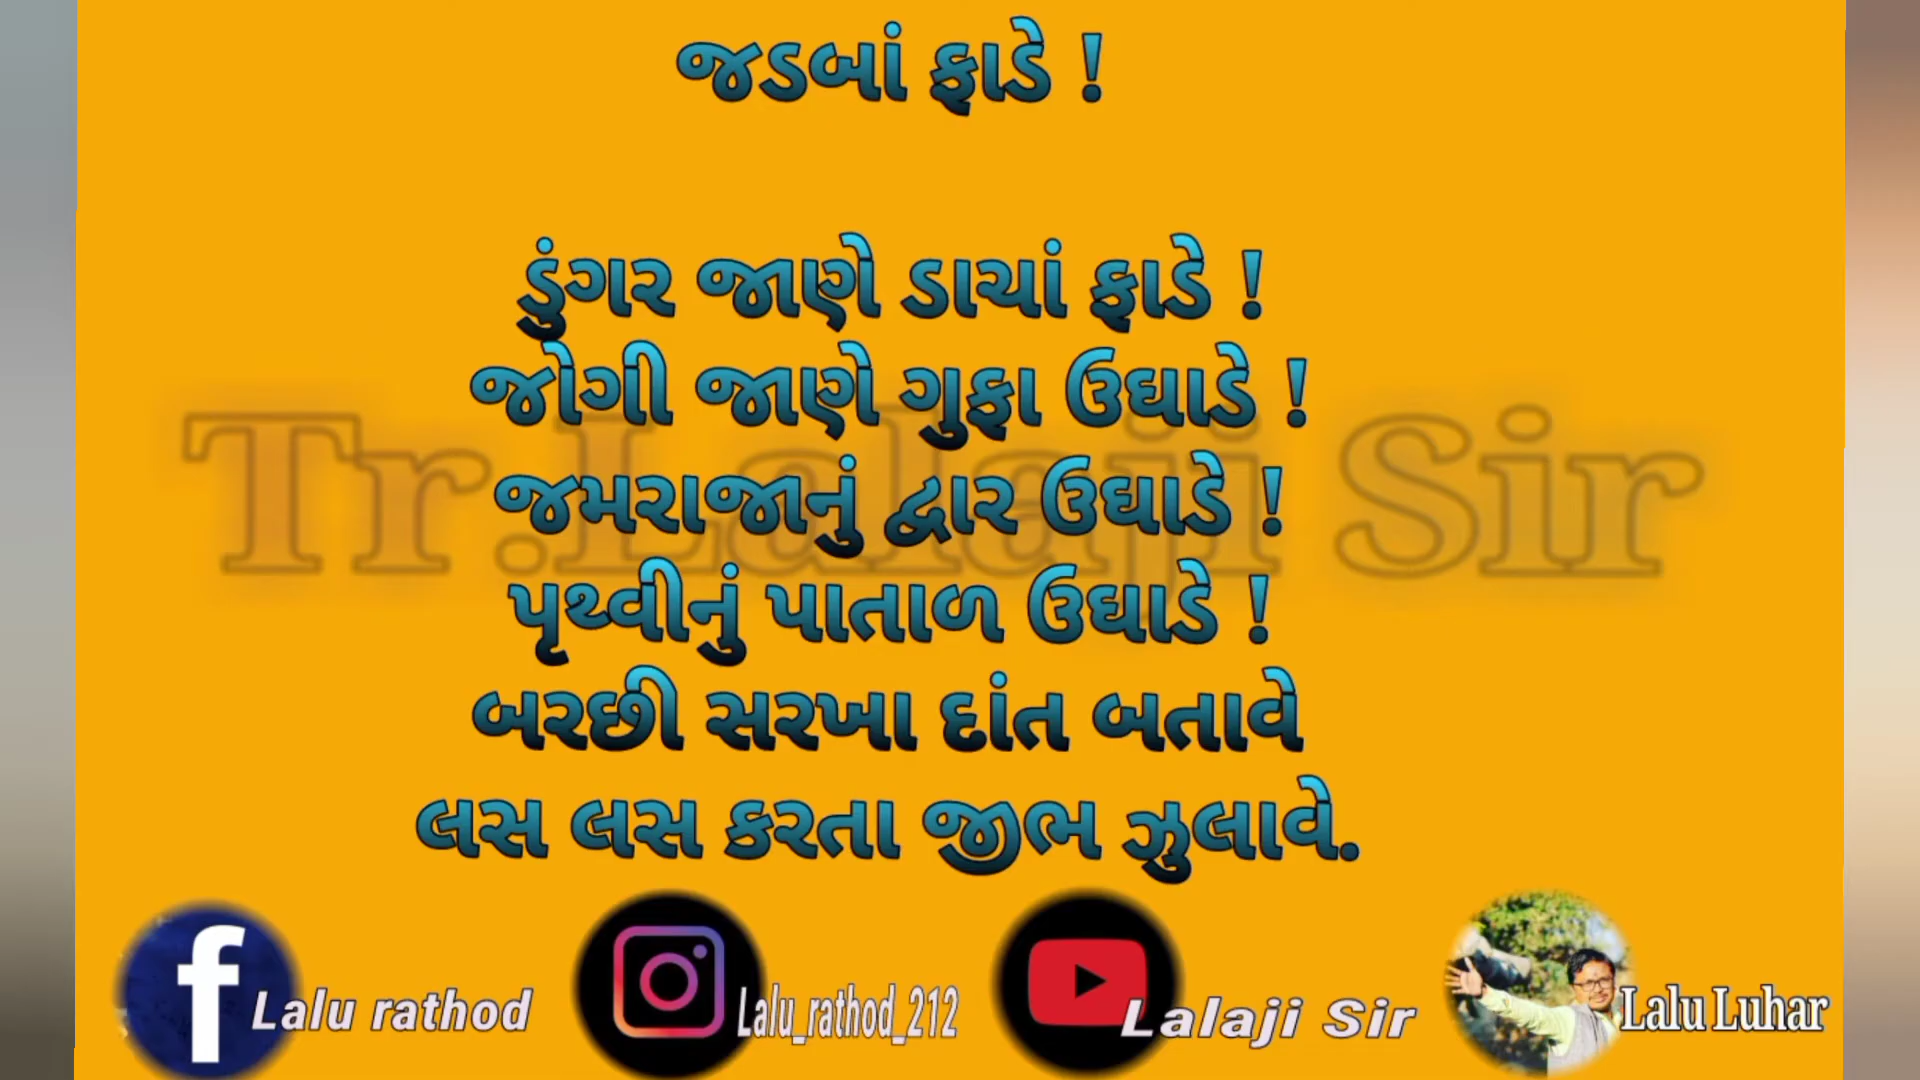 જડબાં ફાડે !
ડુંગર જાણે ડાચાં ફાડે !
જોગી જાણે ગુફા ઉઘાડે !
જમરાજાનું દ્વાર ઉઘાડે !
પૃથ્વીનું પાતાળ ઉઘાડે !
બરછી સરખા દાંત બતાવે
લસ લસ કરતા જીભ ઝુલાવે.
Tr.Lalaji Sir
Lalu rathod
Lalu_rathod_212
Lalaji Sir
Lalu Luhar